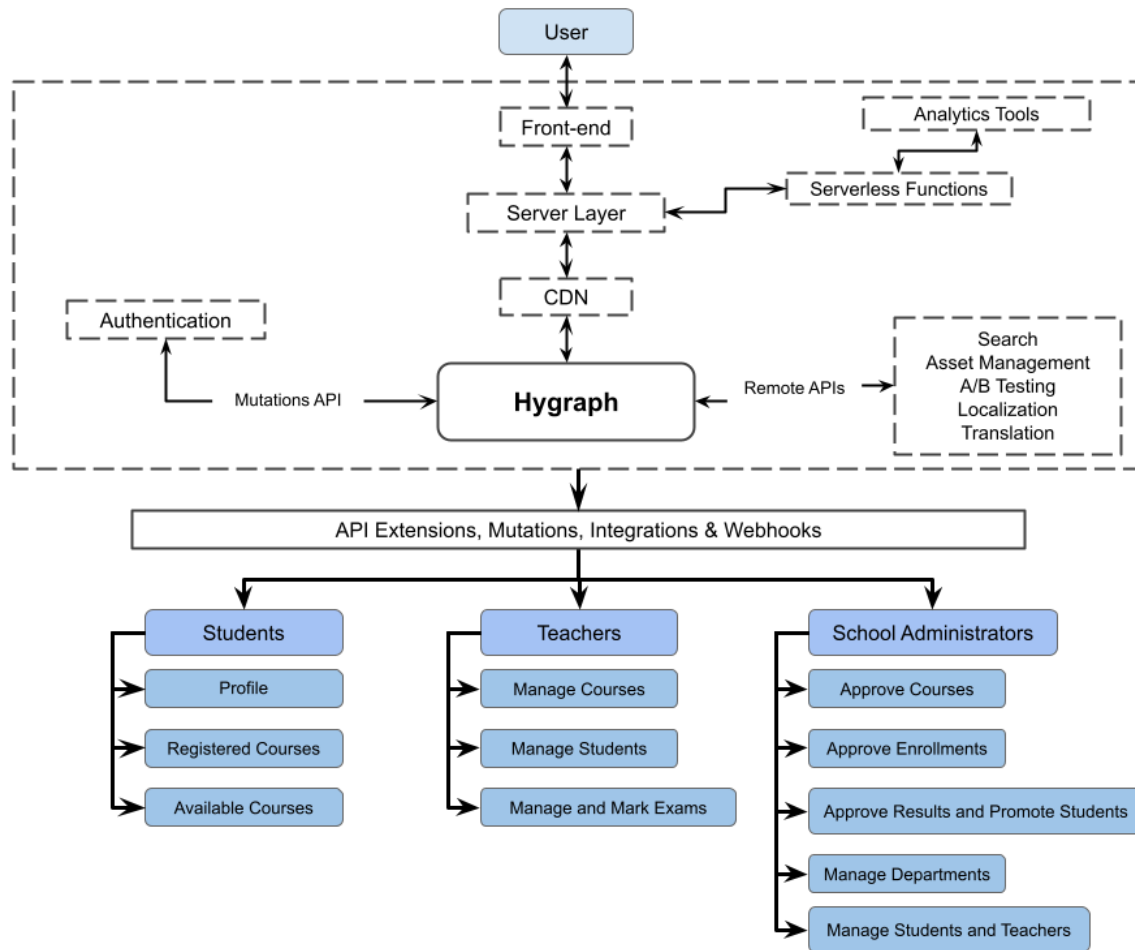 User
Front-end
Analytics Tools
Serverless Functions
Server Layer
CDN
Authentication
Search
Asset Management
A/B Testing
Localization
Translation
Mutations API
Hygraph
Remote APIs
API Extensions, Mutations, Integrations & Webhooks
Students
Teachers
School Administrators
Profile
Manage Courses
Approve Courses
Registered Courses
Manage Students
Approve Enrollments
Available Courses
Manage and Mark Exams
Approve Results and Promote Students
Manage Departments
Manage Students and Teachers